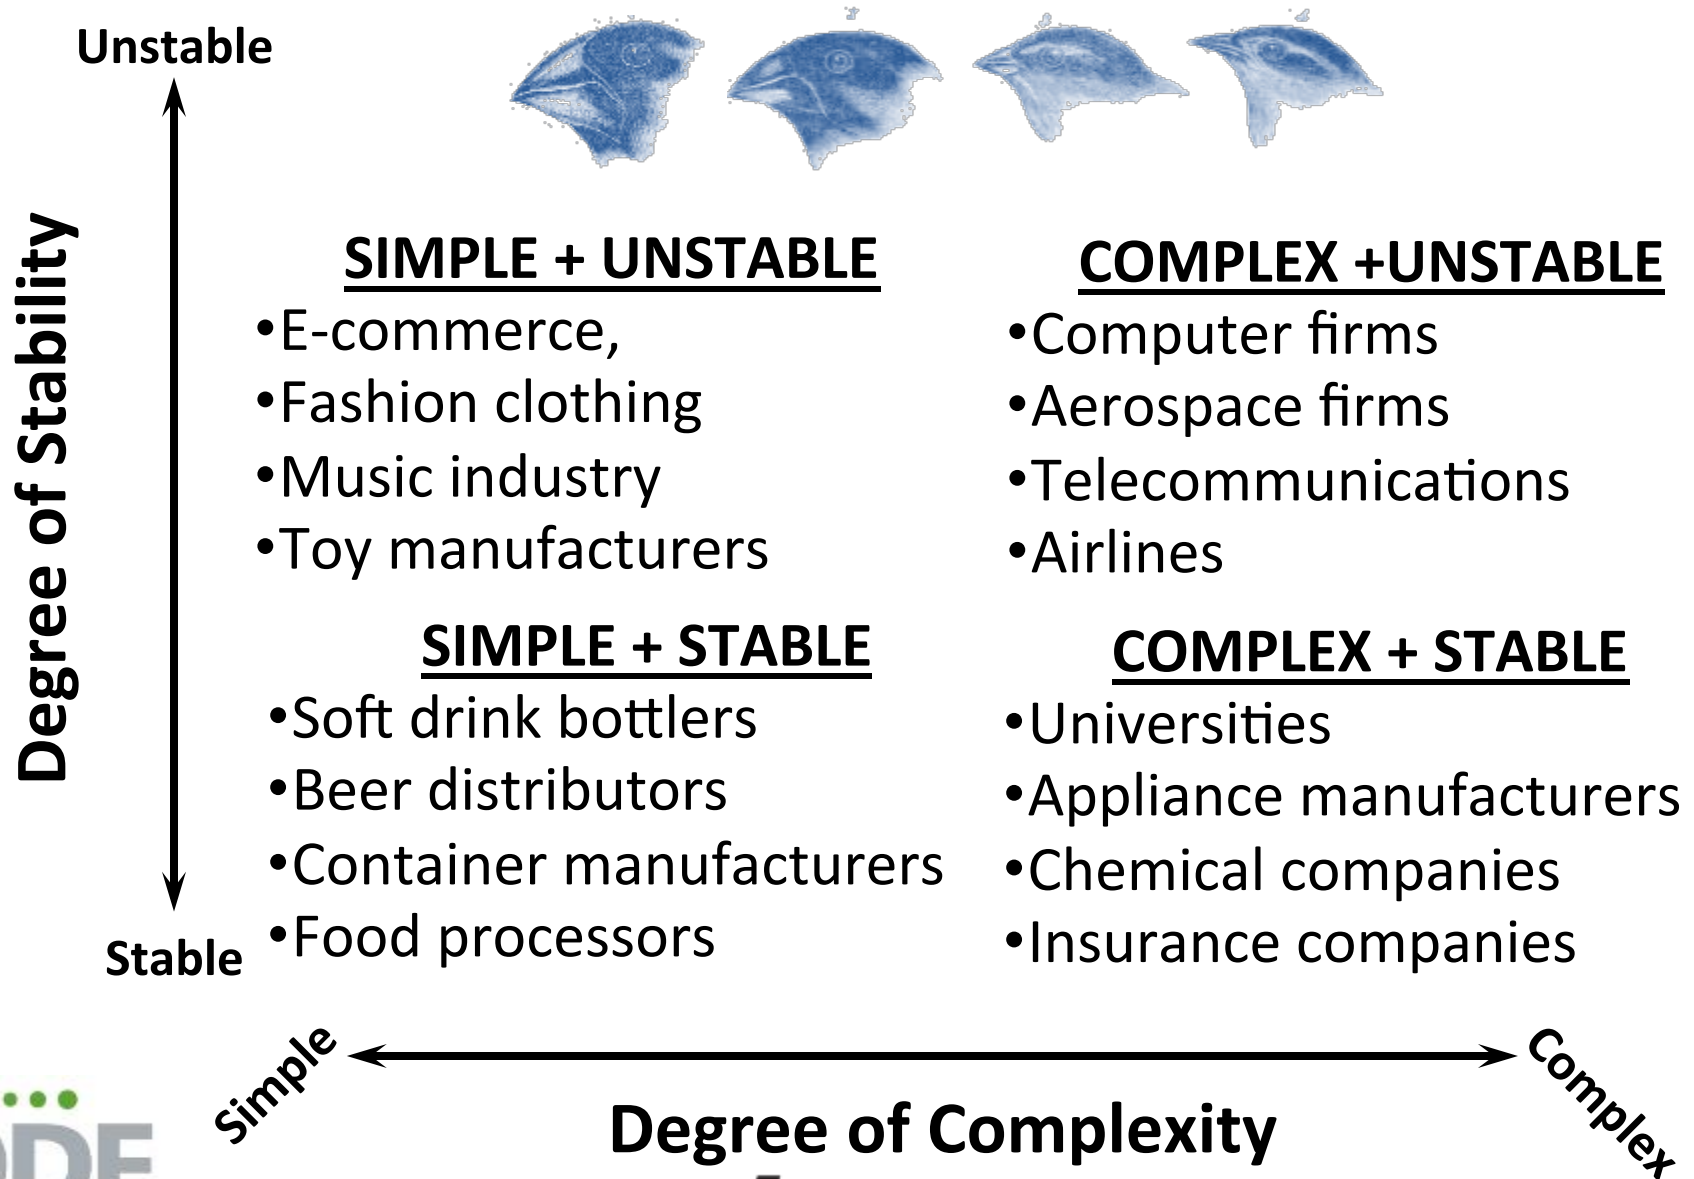 Unstable
Degree of Stability
SIMPLE + UNSTABLE
•E-commerce,
•Fashion clothing
•Music industry
•Toy manufacturers
COMPLEX +UNSTABLE
•Computer firms
•Aerospace firms
•Telecommunications
•Airlines
SIMPLE + STABLE
•Soft drink bottlers
•Beer distributors
•Container manufacturers
•Food processors
COMPLEX + STABLE
•Universities
•Appliance manufacturers
•Chemical companies
•Insurance companies
Stable
Simple
Complex
Degree of Complexity